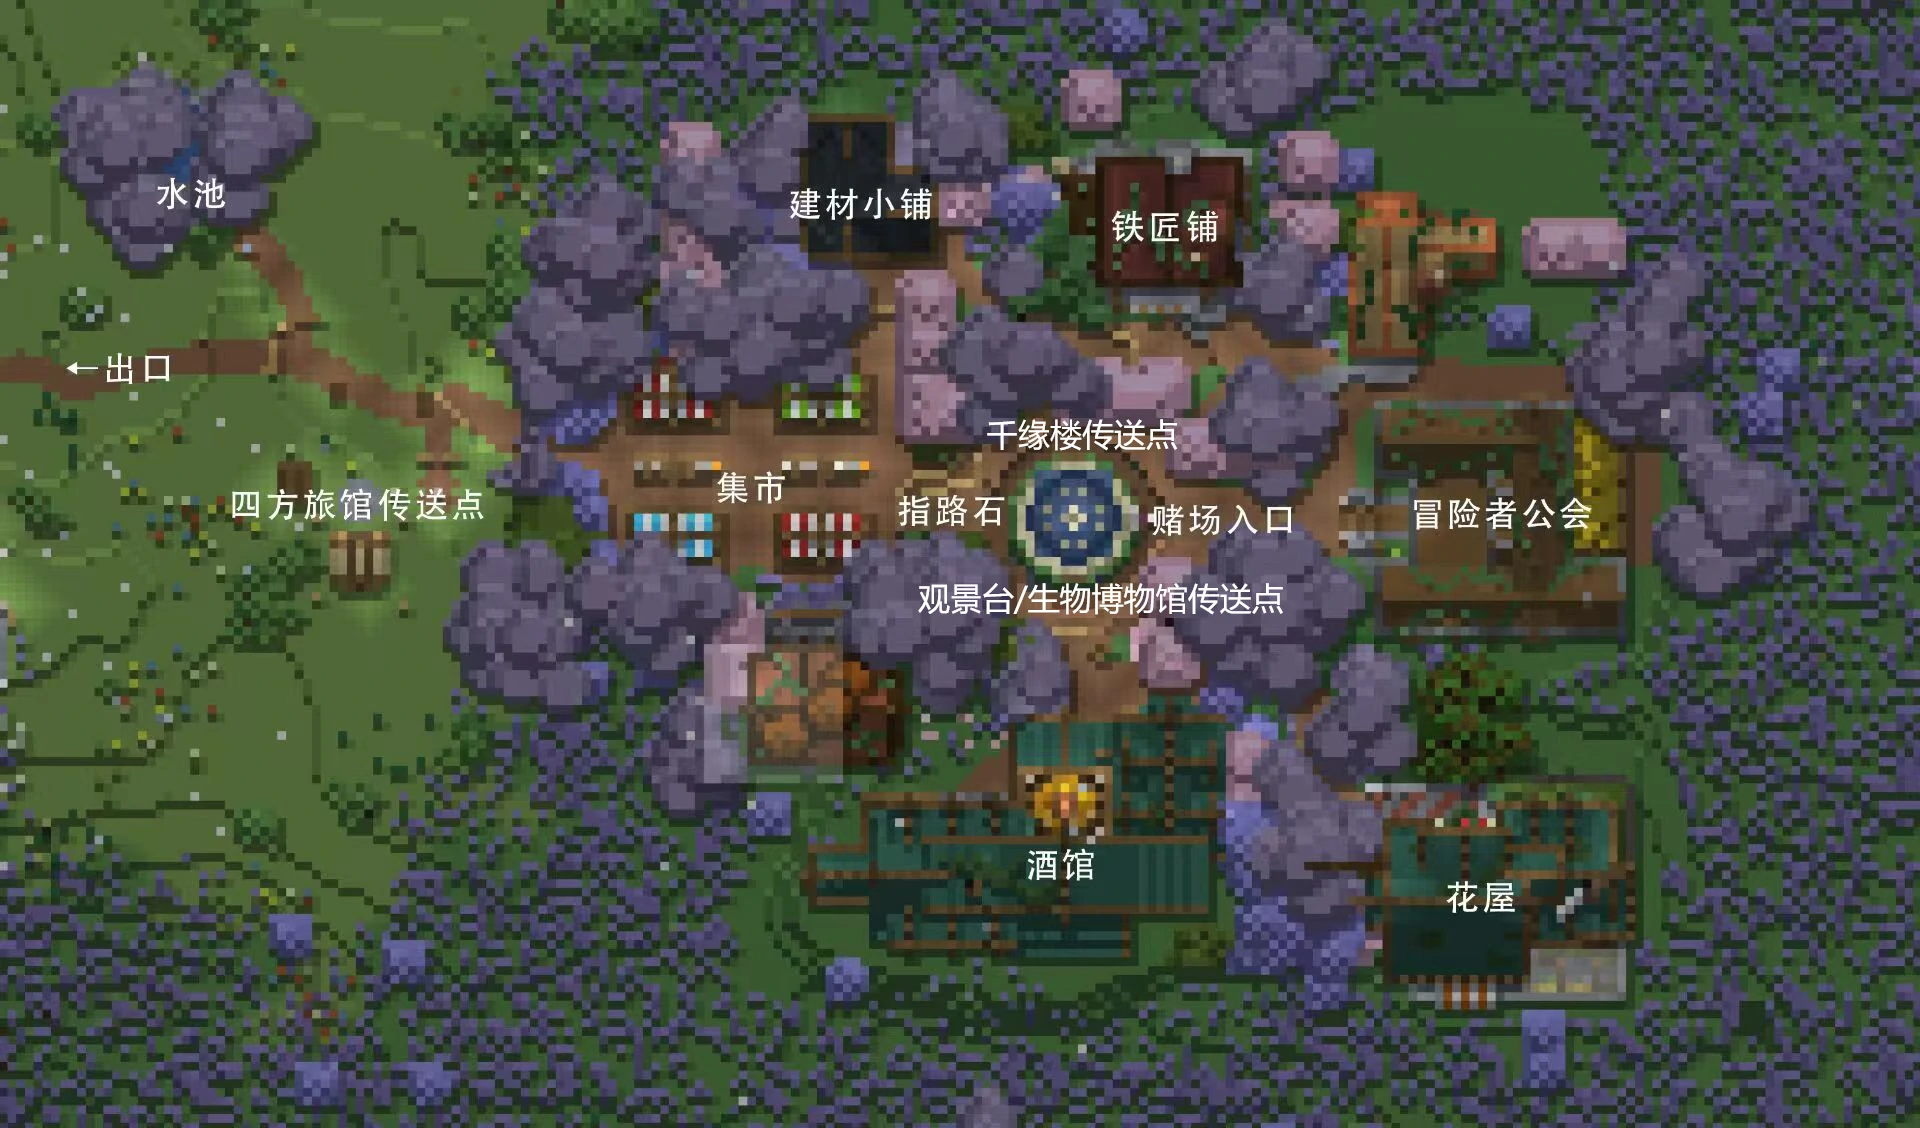 水池
建材小铺
铁匠铺
←出口
千缘楼传送点
四方旅馆传送点
集市
指路石
赌场入口
冒险者公会
观景台/生物博物馆传送点
酒馆
花屋